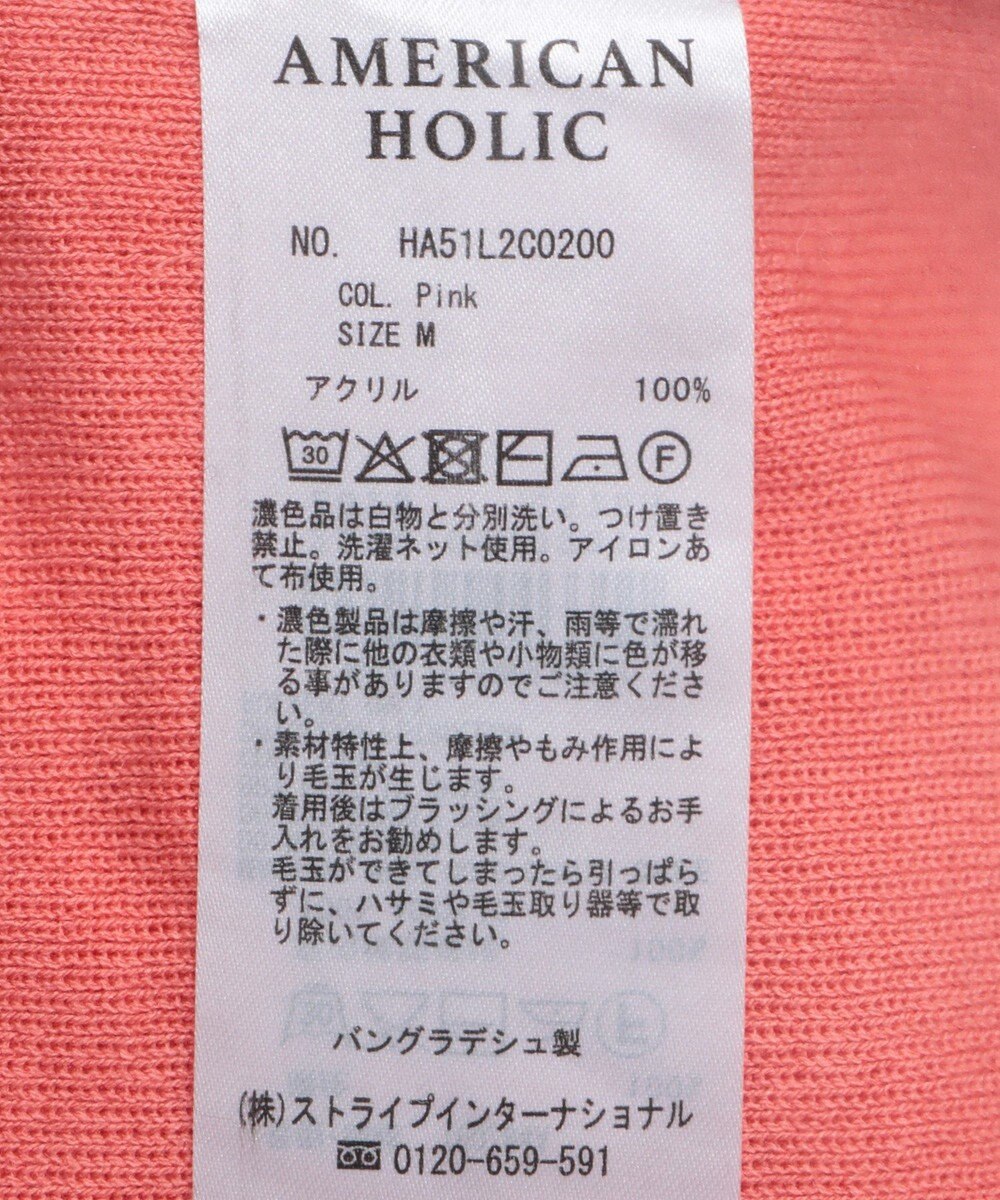 AMERICAN
HOLIC
NO. HA51L2C0200
COL. Pink
SIZE M
アクリル 100%
30 F
濃色品は白物と分別洗い。つけ置き
禁止。洗濯ネット使用。アイロンあ
て布使用。
・濃色製品は摩擦や汗、雨等で濡れ
た際に他の衣類や小物類に色が移
る事がありますのでご注意くださ
い。
・素材特性上、摩擦やもみ作用によ
り毛玉が生じます。
着用後はブラッシングによるお手
入れをお勧めします。
毛玉ができてしまったら引っぱら
ずに、ハサミや毛玉取り器等で取
り除いてください。
バングラデシュ製
(株)ストライプインターナショナル
0120-659-591